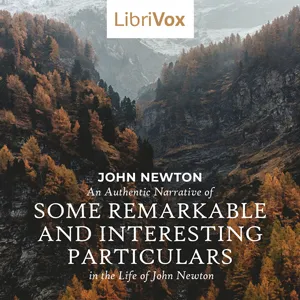 LibriVox
JOHN NEWTON
An Authentic Narrative of
SOME REMARKABLE
AND INTERESTING
PARTICULARS
in the Life of John Newton